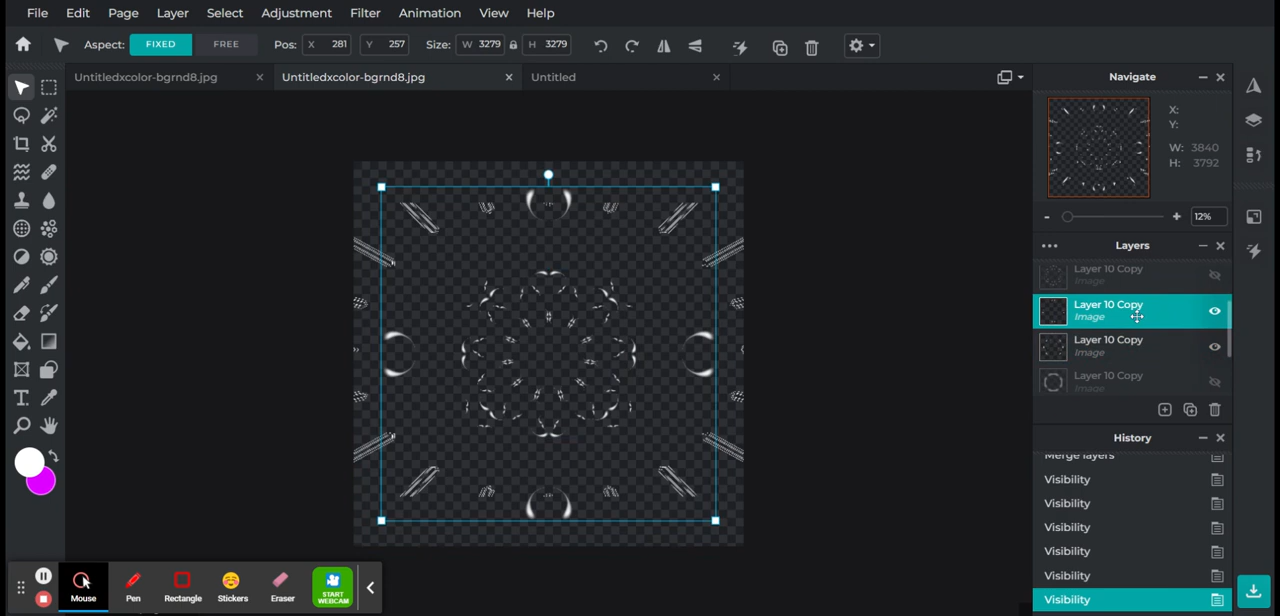 File Edit Page Layer Select Adjustment Filter Animation View Help
Aspect: FIXED FREE Pos: X 281 Y 257 Size: W 3279 H 3279
Untitledxcolor-bgrnd8.jpg Untitledxcolor-bgrnd8.jpg Untitled
Navigate
X:
Y:
W: 3840
H: 3792
12%
Layers
Layer 10 Copy
Image
Layer 10 Copy
Image
Layer 10 Copy
Image
Layer 10 Copy
Image
History
Merge layers
Visibility
Visibility
Visibility
Visibility
Visibility
Visibility
Mouse Pen Rectangle Stickers Eraser START
WEBCAM